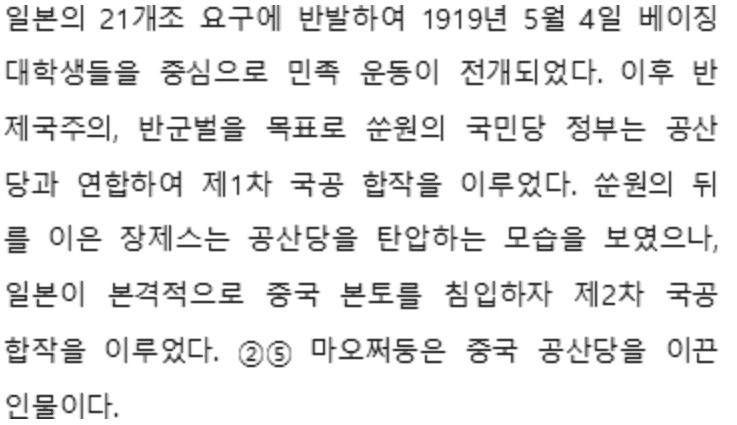 일본의 21개조 요구에 반발하여 1919년 5월 4일 베이징
대학생들을 중심으로 민족 운동이 전개되었다. 이후 반
제국주의, 반군벌을 목표로 쑨원의 국민당 정부는 공산
당과 연합하여 제1차 국공 합작을 이루었다. 쑨원의 뒤
를 이은 장제스는 공산당을 탄압하는 모습을 보였으나,
일본이 본격적으로 중국 본토를 침입하자 제2차 국공
합작을 이루었다. ②⑤ 마오쩌둥은 중국 공산당을 이끈
인물이다.